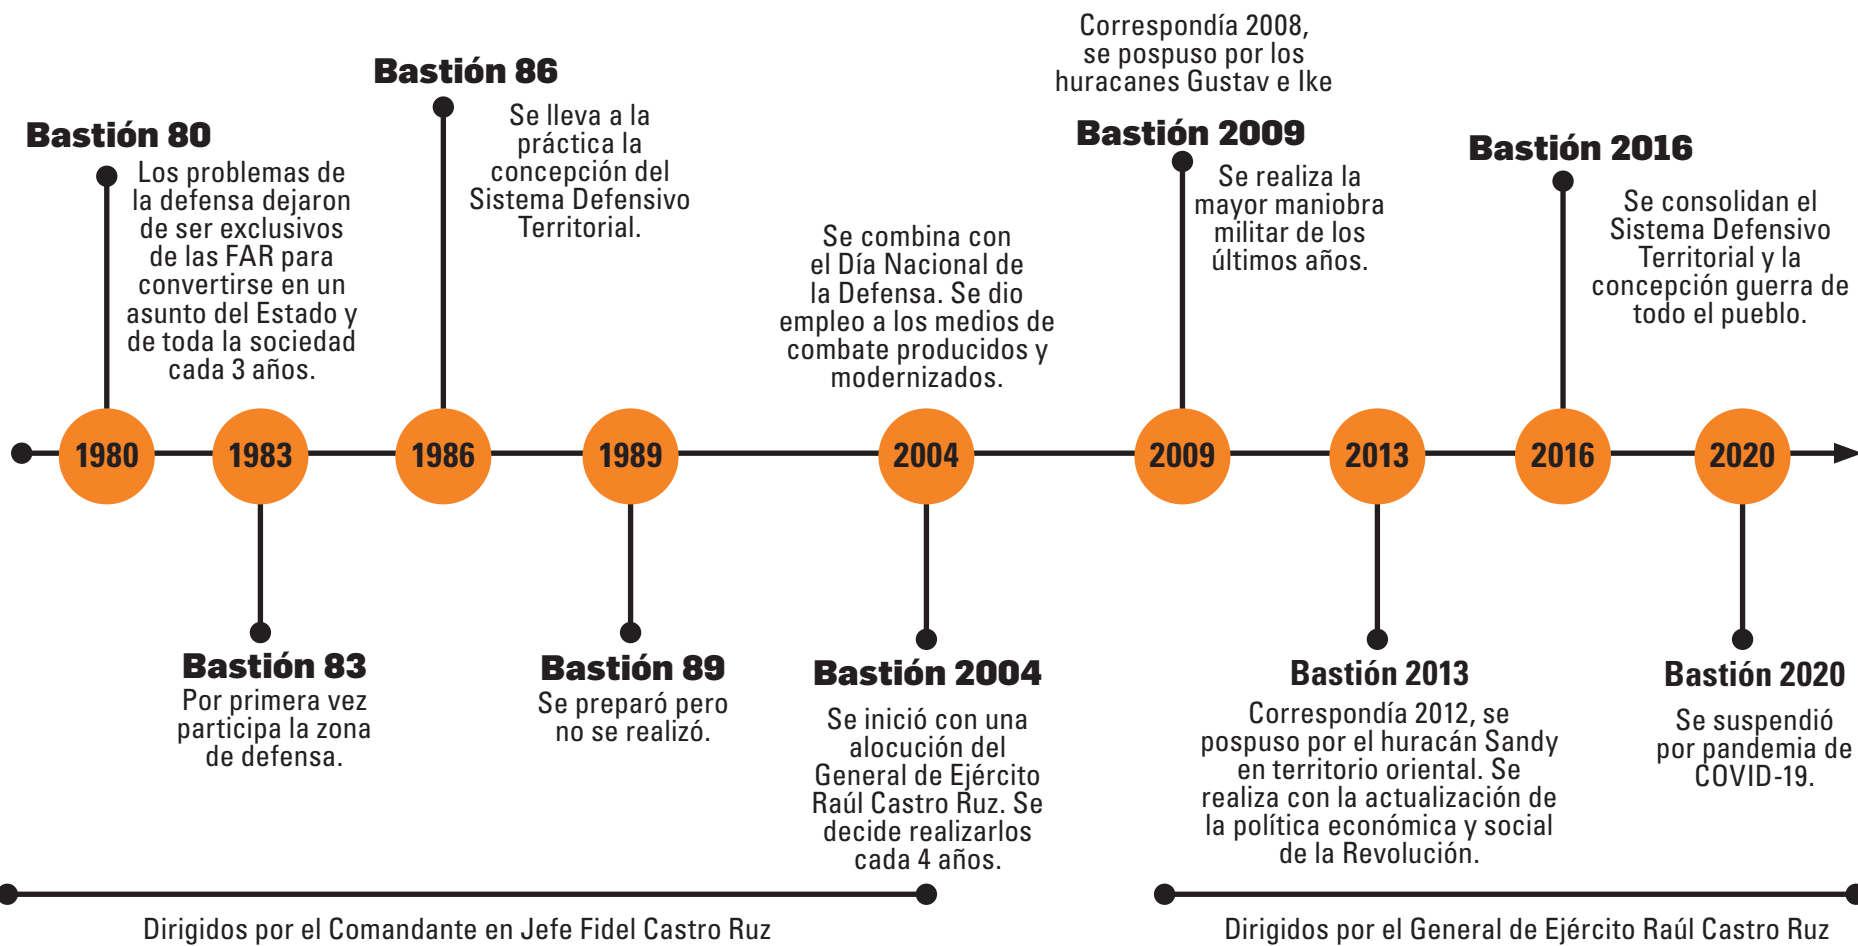 Bastión 80
Los problemas de
la defensa dejaron
de ser exclusivos
de las FAR para
convertirse en un
asunto del Estado y
de toda la sociedad
cada 3 años.
Bastión 86
Se lleva a la
práctica la
concepción del
Sistema Defensivo
Territorial.
Se combina con
el Día Nacional de
la Defensa. Se dio
empleo a los medios de
combate producidos y
modernizados.
Correspondía 2008,
se pospuso por los
huracanes Gustav e Ike
Bastión 2009
Se realiza la
mayor maniobra
militar de los
últimos años.
Bastión 2016
Se consolidan el
Sistema Defensivo
Territorial y la
concepción guerra de
todo el pueblo.
1980
1983
1986
1989
2004
2009
2013
2016
2020
Bastión 83
Por primera vez
participa la zona
de defensa.
Bastión 89
Se preparó pero
no se realizó.
Bastión 2004
Se inició con una
alocución del
General de Ejército
Raúl Castro Ruz. Se
decide realizarlos
cada 4 años.
Bastión 2013
Correspondía 2012, se
pospuso por el huracán Sandy
en territorio oriental. Se
realiza con la actualización de
la política económica y social
de la Revolución.
Bastión 2020
Se suspendió
por pandemia de
COVID-19.
Dirigidos por el Comandante en Jefe Fidel Castro Ruz
Dirigidos por el General de Ejército Raúl Castro Ruz